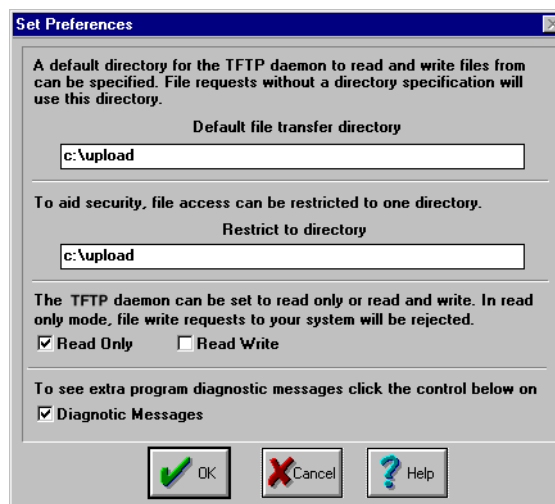 Set Preferences
A default directory for the TFTP daemon to read and write files from
can be specified. File requests without a directory specification will
use this directory.
Default file transfer directory
c:\upload
To aid security, file access can be restricted to one directory.
Restrict to directory
c:\upload
The TFTP daemon can be set to read only or read and write. In read
only mode, file write requests to your system will be rejected.
Read Only Read Write
To see extra program diagnostic messages click the control below on
Diagnotic Messages
OK Cancel Help